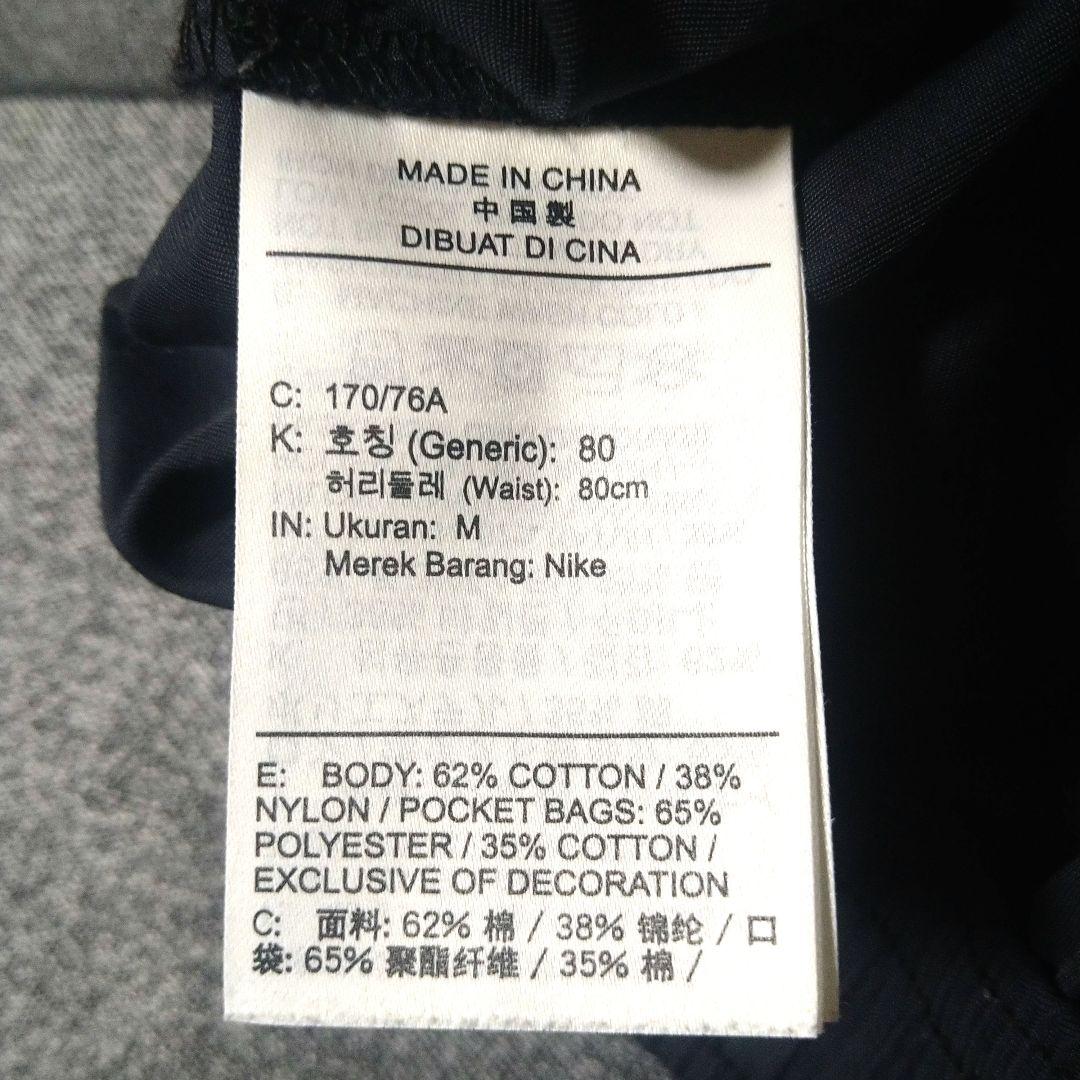 MADE IN CHINA
中国製
DIBUAT DI CINA
C: 170/76A
K: 호칭 (Generic): 80
허리둘레 (Waist): 80cm
IN: Ukuran: M
Merek Barang: Nike
E: BODY: 62% COTTON / 38%
NYLON / POCKET BAGS: 65%
POLYESTER / 35% COTTON /
EXCLUSIVE OF DECORATION
C: 面料: 62% 棉 / 38% 锦纶 / 口
袋: 65% 聚酯纤维 / 35% 棉 /